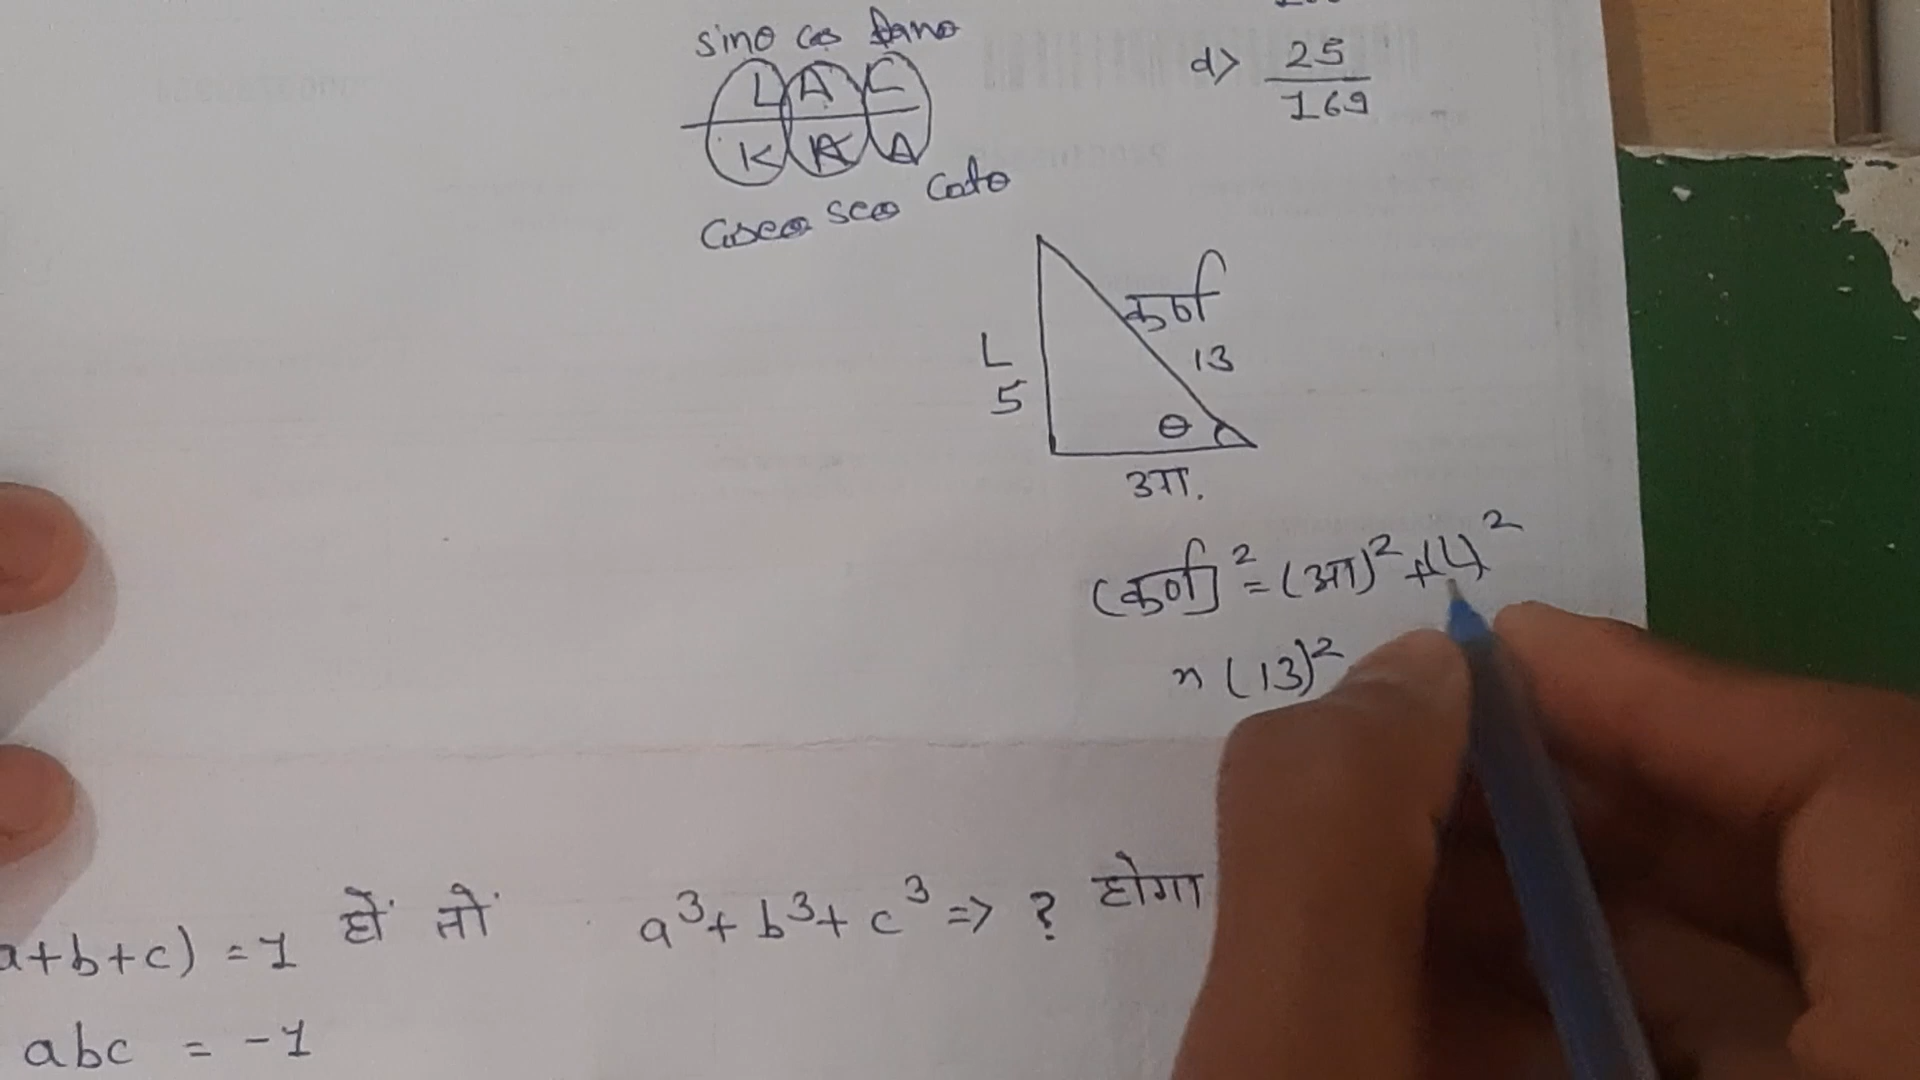 sinθ cosθ tanθ
L A L
K K A
cosecθ secθ cotθ
d> 25
169
कर्ण
L
13
5
θ
आ.
(कर्ण)² = (आ)² + (L)²
(13)²
a+b+c) = 1 हों तो a³+b³+c³ => ? होगा
abc = -1